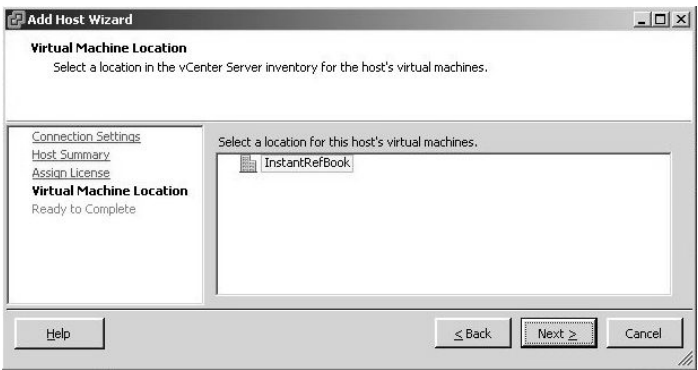 Add Host Wizard
Virtual Machine Location
Select a location in the vCenter Server inventory for the host's virtual machines.
Connection Settings
Host Summary
Assign License
Virtual Machine Location
Ready to Complete
Select a location for this host's virtual machines.
InstantRefBook
Help
< Back
Next >
Cancel